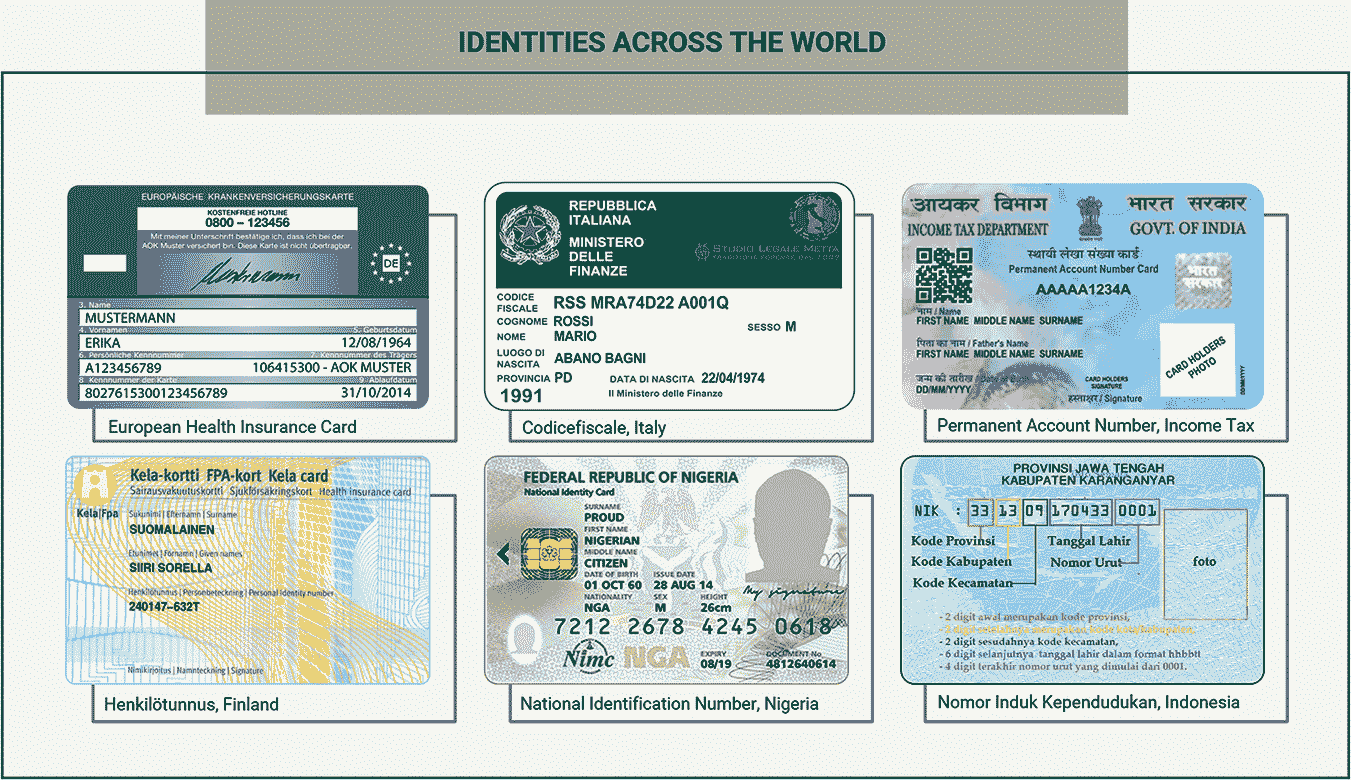 IDENTITIES ACROSS THE WORLD
EUROPÄISCHE KRANKENVERSICHERUNGSKARTE
KOSTENFREIE HOTLINE
0800 – 123456
Mit meiner Unterschrift bestätige ich, dass ich bei der
AOK Muster versichert bin. Diese Karte ist nicht übertragbar.
DE
3. Name
MUSTERMANN
4. Vornamen 5. Geburtsdatum
ERIKA 12/08/1964
6. Persönliche Kennnummer 7. Kennnummer des Trägers
A123456789 106415300 - AOK MUSTER
8 Kennnummer der Karte 9. Ablaufdatum
80276153001234567​89 31/10/2014
European Health Insurance Card
REPUBBLICA
ITALIANA
MINISTERO
DELLE
FINANZE
STUDIO LEGALE METTA
CODICE
FISCALE
RSS MRA74D22 A001Q
COGNOME ROSSI
SESSO M
NOME MARIO
LUOGO DI
NASCITA
ABANO BAGNI
PROVINCIA PD DATA DI NASCITA 22/04/1974
1991 Il Ministero delle Finanze
Codicefiscale, Italy
आयकर विभाग भारत सरकार
INCOME TAX DEPARTMENT GOVT. OF INDIA
स्थायी लेखा संख्या कार्ड
Permanent Account Number Card
AAAAA1234A
भारत
सरकार
नाम / Name
FIRST NAME MIDDLE NAME SURNAME
पिता का नाम / Father's Name
FIRST NAME MIDDLE NAME SURNAME
CARD HOLDERS
PHOTO
जन्म की तारीख / Date of Birth
DD/MM/YYYY
CARD HOLDERS
SIGNATURE
हस्ताक्षर / Signature
DD/MM/YYYY
Permanent Account Number, Income Tax
Kela-kortti FPA-kort Kela card
Sairausvakuutuskortti Sjukförsäkringskort Health insurance card
Kela|Fpa
Sukunimi | Efternamn | Surname
SUOMALAINEN
Etunimet | Förnamn | Given names
SIIRI SORELLA
Henkilötunnus | Personbeteckning | Personal identity number
240147–632T
Nimikirjoitus | Namnteckning | Signature
Henkilötunnus, Finland
FEDERAL REPUBLIC OF NIGERIA
National Identity Card
SURNAME
PROUD
FIRST NAME
NIGERIAN
MIDDLE NAME
CITIZEN
DATE OF BIRTH ISSUE DATE
01 OCT 60 28 AUG 14
NATIONALITY SEX HEIGHT
NGA M 26cm
My signature
7212 2678 4245 0618
Nimc NGA
EXPIRY DOCUMENT No
08/19 4812640614
National Identification Number, Nigeria
PROVINSI JAWA TENGAH
KABUPATEN KARANGANYAR
NIK : 33 13 09 170433 0001
Kode Provinsi Tanggal Lahir
Kode Kabupaten Nomor Urut
Kode Kecamatan
foto
- 2 digit awal merupakan kode provinsi,
- 2 digit sesudahnya kode kecamatan,
- 6 digit selanjutnya tanggal lahir dalam format hhbbtt
- 4 digit terakhir nomor urut yang dimulai dari 0001.
Nomor Induk Kependudukan, Indonesia